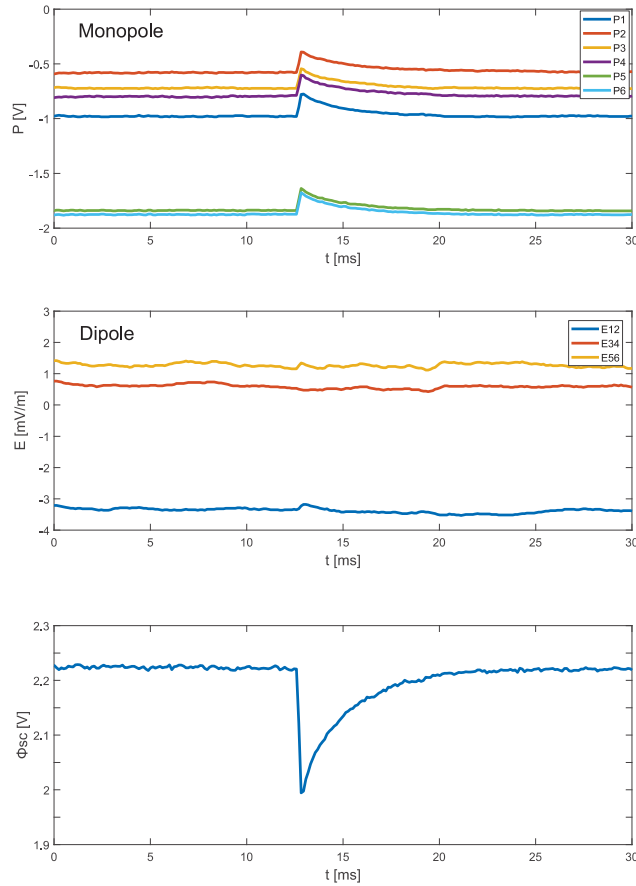 Monopole
P1
P2
P3
P4
P5
P6
0
-0.5
-1
-1.5
-2
P [V]
0 5 10 15 20 25 30
t [ms]
Dipole
E12
E34
E56
3
2
1
0
-1
-2
-3
-4
E [mV/m]
0 5 10 15 20 25 30
t [ms]
2.3
2.2
2.1
2
1.9
Φsc [V]
0 5 10 15 20 25 30
t [ms]